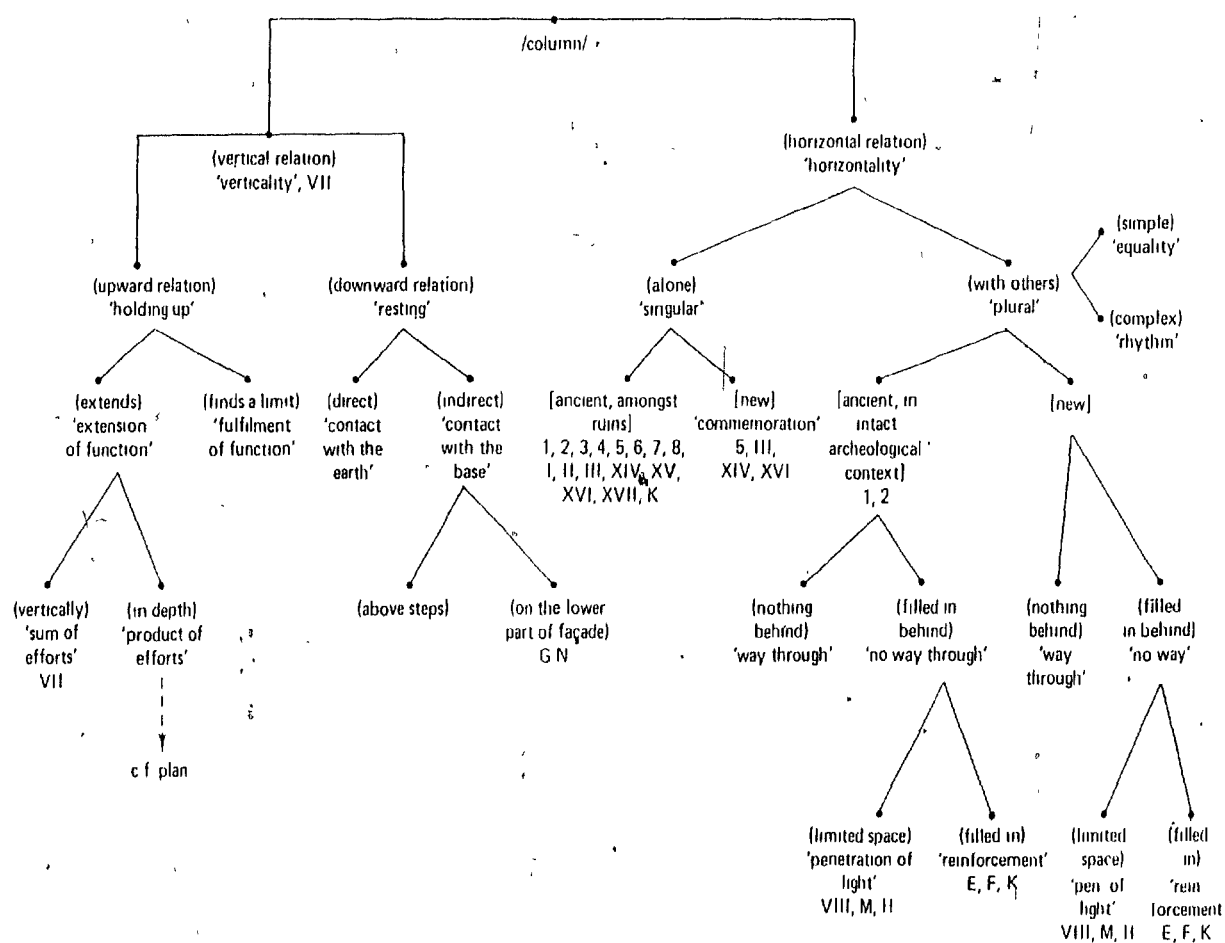 /column/
(vertical relation)
'verticality', VII
(horizontal relation)
'horizontality'
(simple)
'equality'
(complex)
'rhythm'
(upward relation)
'holding up'
(downward relation)
'resting'
(alone)
'singular'
(with others)
'plural'
(extends)
'extension
of function'
(finds a limit)
'fulfilment
of function'
(direct)
'contact
with the
earth'
(indirect)
'contact
with the
base'
[ancient, amongst
ruins]
1, 2, 3, 4, 5, 6, 7, 8,
I, II, III, XIV, XV,
XVI, XVII, K
[new]
'commemoration'
5, III,
XIV, XVI
[ancient, in
intact
archeological
context]
1, 2
[new]
(vertically)
'sum of
efforts'
VII
(in depth)
'product of
efforts'
c f plan
(above steps)
(on the lower
part of façade)
G N
(nothing
behind)
'way through'
(filled in
behind)
'no way through'
(nothing
behind)
'way
through'
(filled
in behind)
'no way'
(limited space)
'penetration of
light'
VIII, M, H
(filled in)
'reinforcement'
E, F, K
(limited
space)
'pen of
light'
VIII, M, H
(filled
in)
'rein
forcement
E, F, K